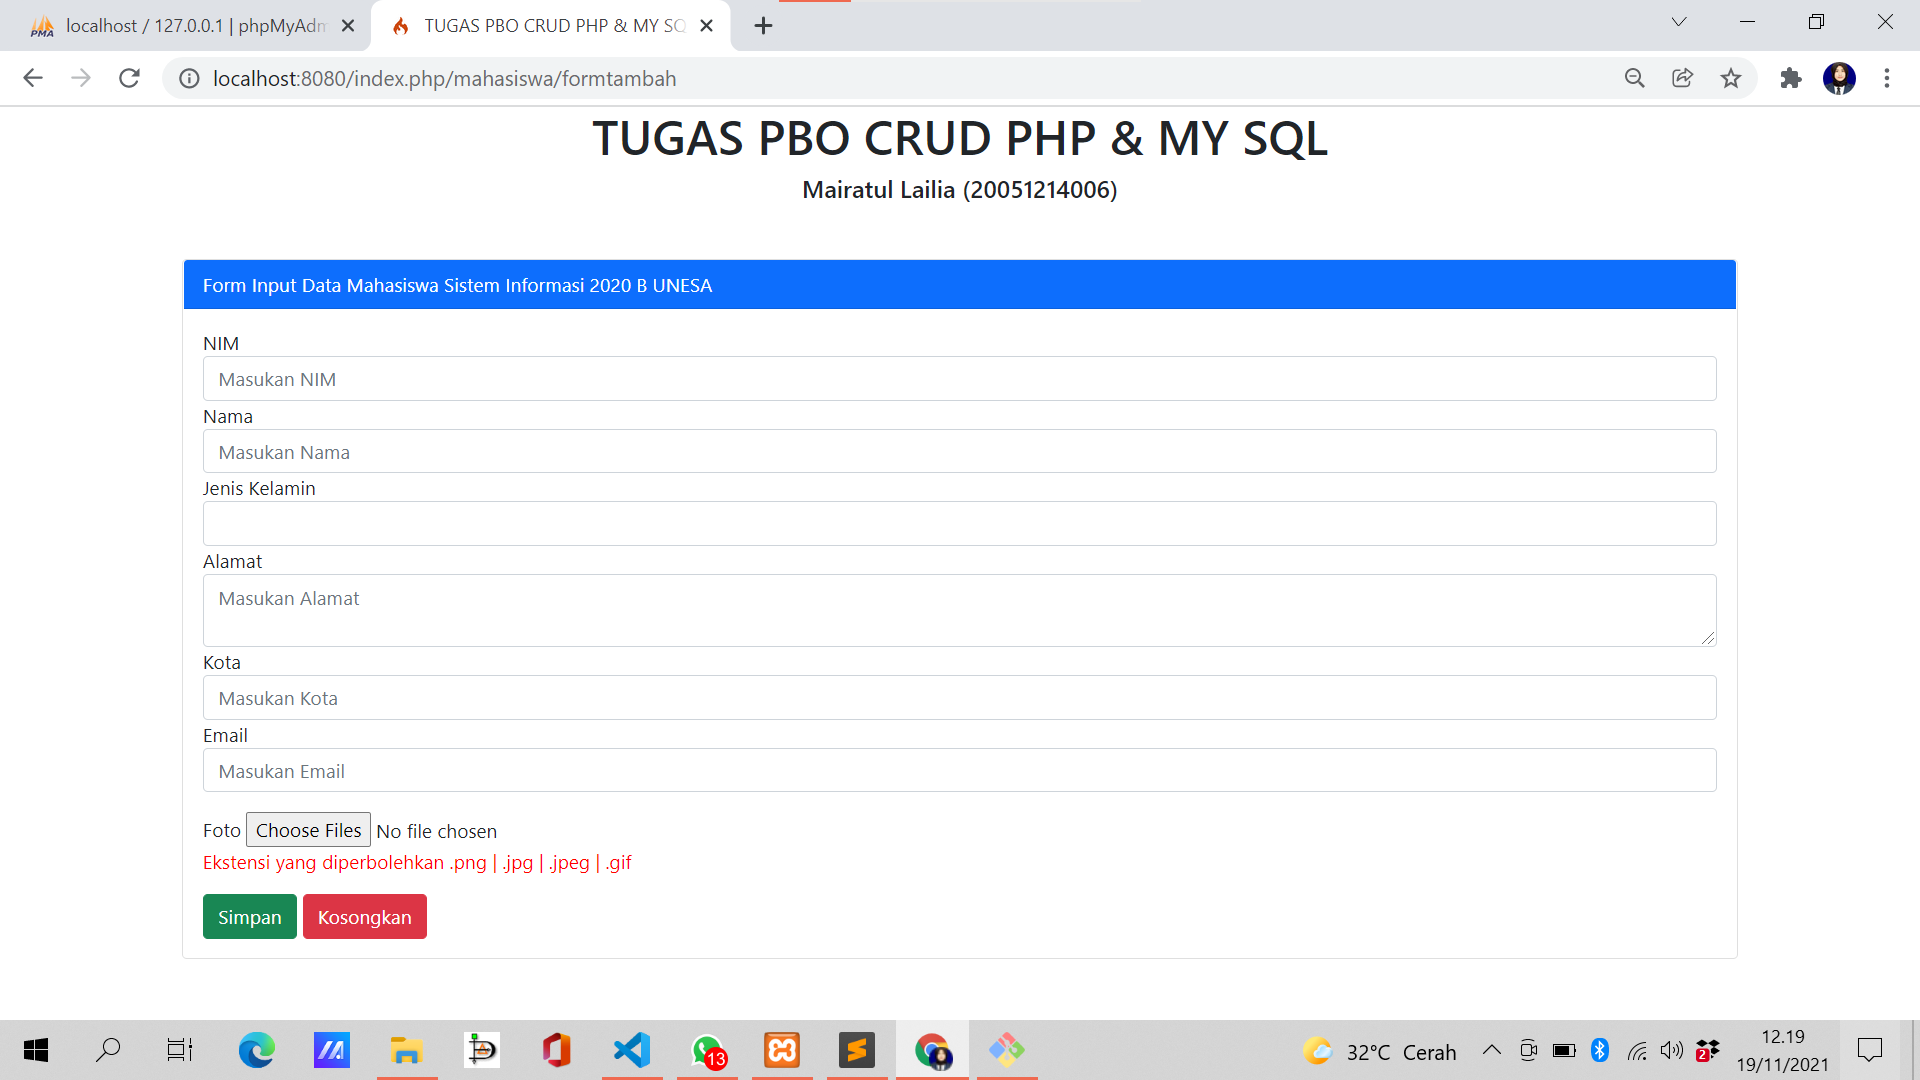 localhost / 127.0.0.1 | phpMyAdm
TUGAS PBO CRUD PHP & MY SQ
localhost:8080/index.php/mahasiswa/formtambah
TUGAS PBO CRUD PHP & MY SQL
Mairatul Lailia (20051214006)
Form Input Data Mahasiswa Sistem Informasi 2020 B UNESA
NIM
Masukan NIM
Nama
Masukan Nama
Jenis Kelamin
Alamat
Masukan Alamat
Kota
Masukan Kota
Email
Masukan Email
Foto Choose Files No file chosen
Ekstensi yang diperbolehkan .png | .jpg | .jpeg | .gif
Simpan Kosongkan
13
32°C Cerah
2
12.19
19/11/2021